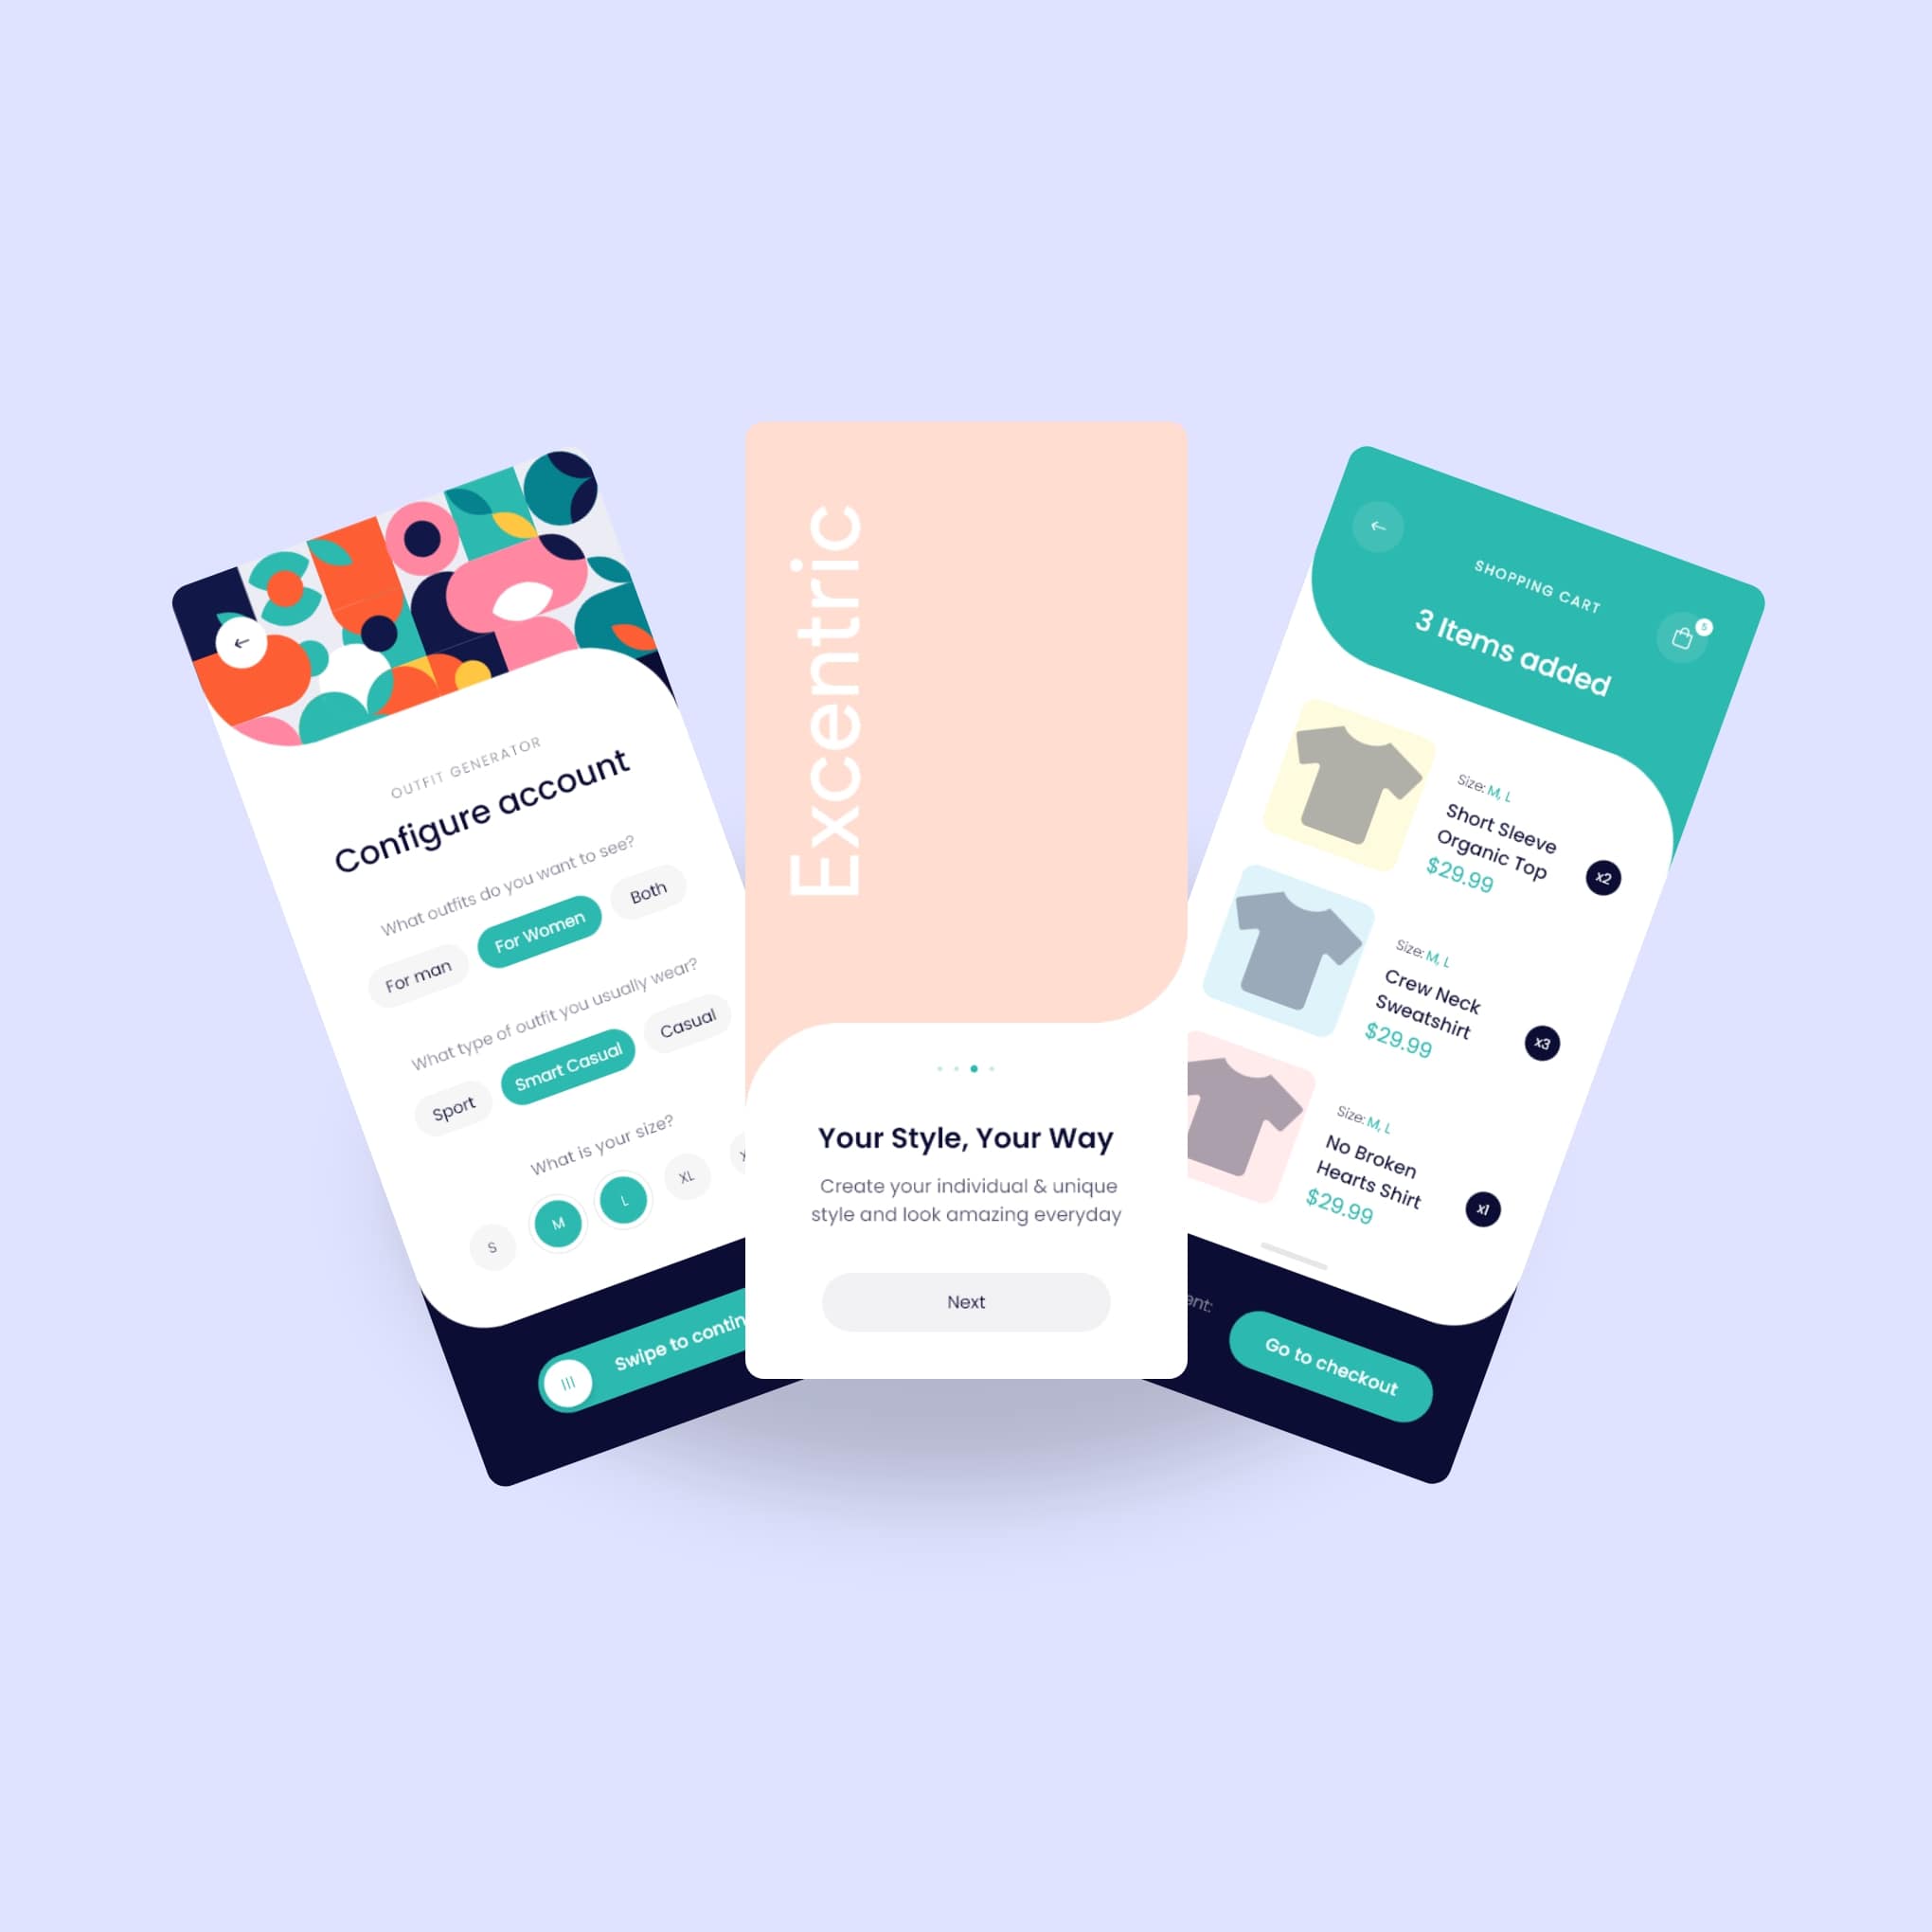 OUTFIT GENERATOR
Configure account
What outfits do you want to see?
For man
For Women
Both
What type of outfit you usually wear?
Sport
Smart Casual
Casual
What is your size?
S
M
L
XL
Swipe to contin
Excentric
Your Style, Your Way
Create your individual & unique
style and look amazing everyday
Next
SHOPPING CART
5
3 Items added
Size: M, L
Short Sleeve
Organic Top
$29.99
x2
Size: M, L
Crew Neck
Sweatshirt
$29.99
x3
Size: M, L
No Broken
Hearts Shirt
$29.99
x1
Go to checkout